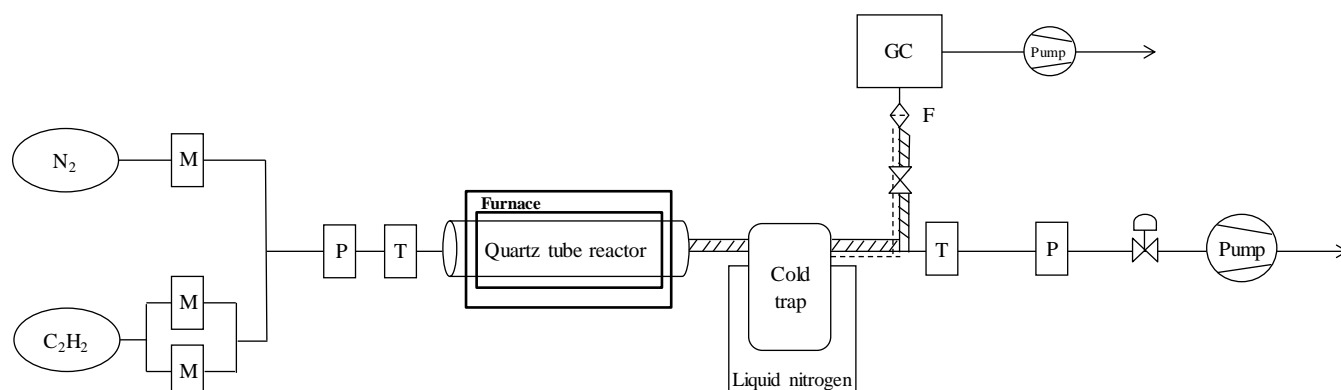 GC
Pump
F
N₂
M
Furnace
P
T
Quartz tube reactor
T
P
Pump
Cold
trap
M
C₂H₂
M
Liquid nitrogen